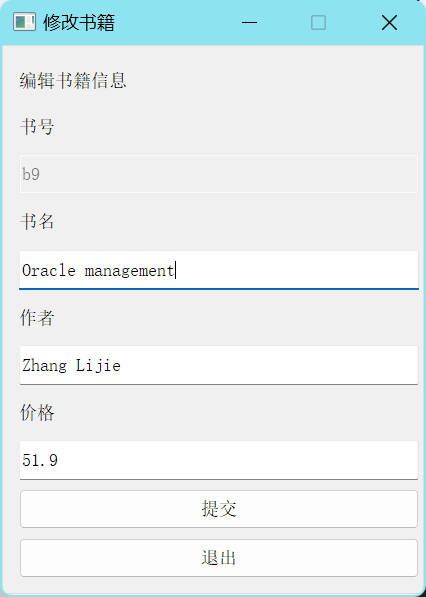 修改书籍
编辑书籍信息
书号
b9
书名
Oracle management
作者
Zhang Lijie
价格
51.9
提交
退出